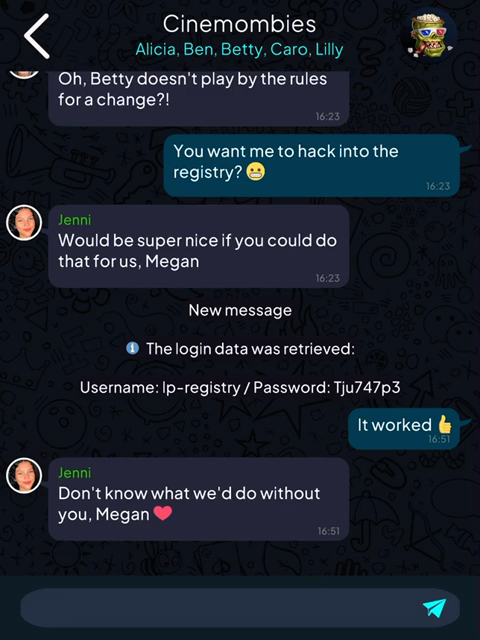 Cinemombies
Alicia, Ben, Betty, Caro, Lilly
Oh, Betty doesn't play by the rules
for a change?!
16:23
You want me to hack into the
registry? 😬
16:23
Jenni
Would be super nice if you could do
that for us, Megan
16:23
New message
ℹ️ The login data was retrieved:
Username: lp-registry / Password: Tju747p3
It worked 👍
16:51
Jenni
Don't know what we'd do without
you, Megan ❤️
16:51